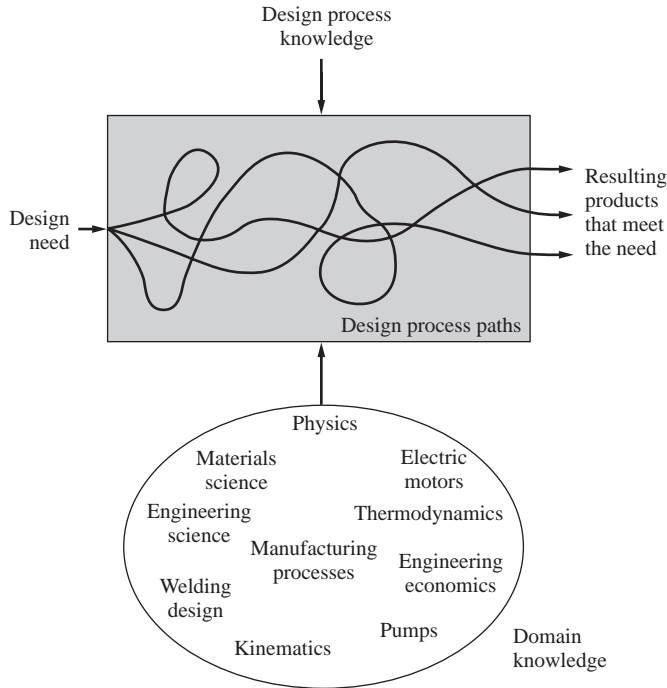 Design process
knowledge
Design
need
Resulting
products
that meet
the need
Design process paths
Physics
Materials
science
Electric
motors
Engineering
science
Thermodynamics
Manufacturing
processes
Engineering
economics
Welding
design
Kinematics
Pumps
Domain
knowledge